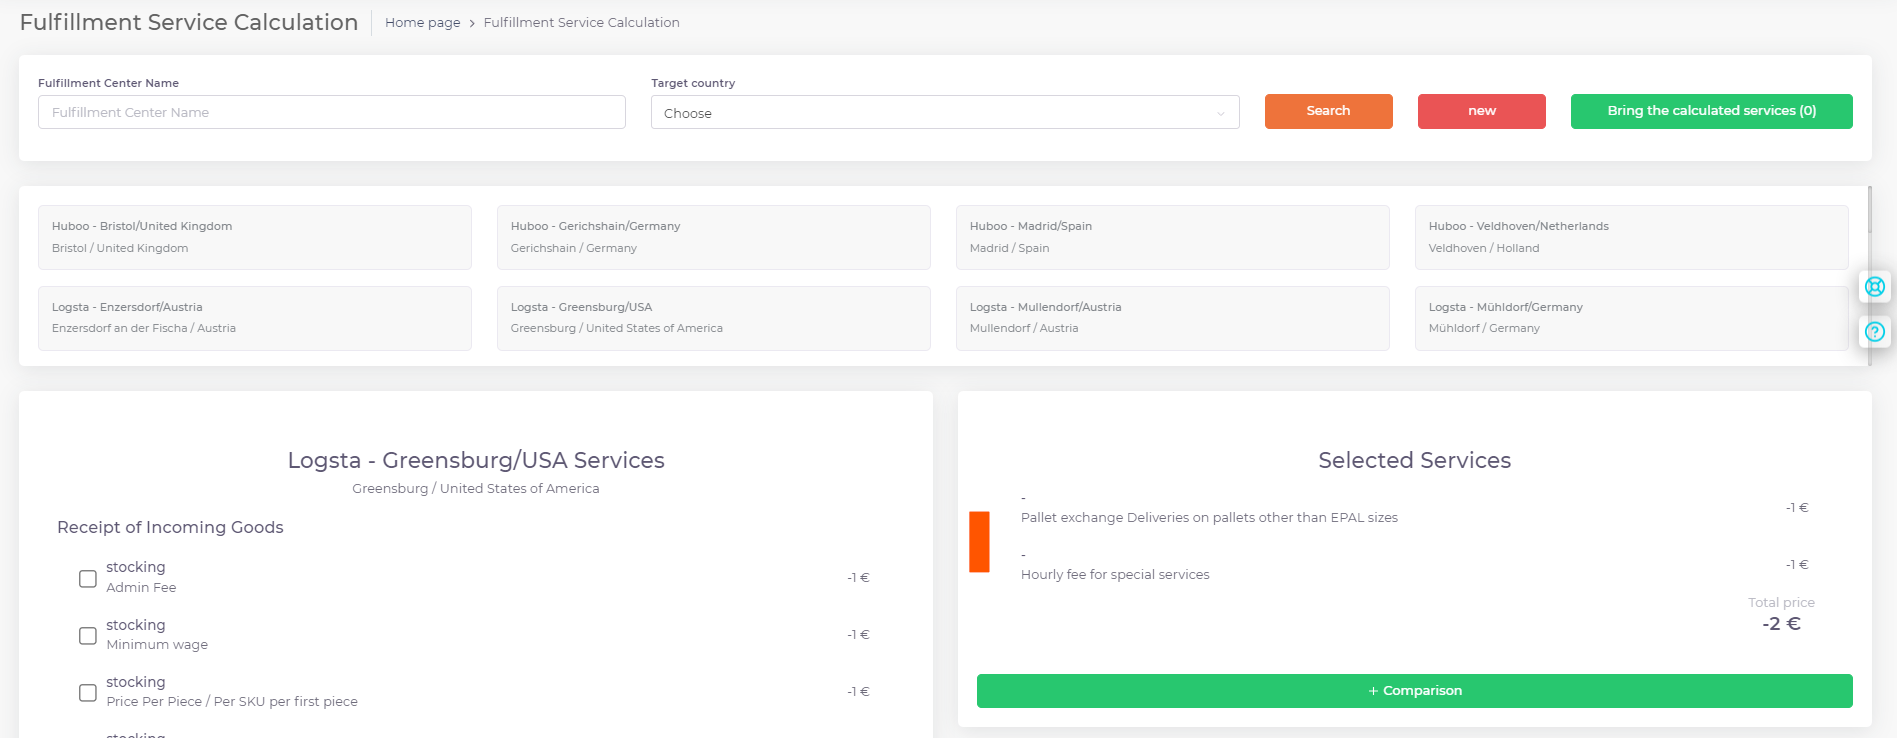 Fulfillment Service Calculation
Home page > Fulfillment Service Calculation
Fulfillment Center Name
Fulfillment Center Name
Target country
Choose
Search
new
Bring the calculated services (0)
Huboo - Bristol/United Kingdom
Bristol / United Kingdom
Huboo - Gerichshain/Germany
Gerichshain / Germany
Huboo - Madrid/Spain
Madrid / Spain
Huboo - Veldhoven/Netherlands
Veldhoven / Holland
Logsta - Enzersdorf/Austria
Enzersdorf an der Fischa / Austria
Logsta - Greensburg/USA
Greensburg / United States of America
Logsta - Mullendorf/Austria
Mullendorf / Austria
Logsta - Mühldorf/Germany
Mühldorf / Germany
Logsta - Greensburg/USA Services
Greensburg / United States of America
Receipt of Incoming Goods
stocking
Admin Fee
-1 €
stocking
Minimum wage
-1 €
stocking
Price Per Piece / Per SKU per first piece
-1 €
stocking
Selected Services
-
Pallet exchange Deliveries on pallets other than EPAL sizes
-1 €
-
Hourly fee for special services
-1 €
Total price
-2 €
+ Comparison